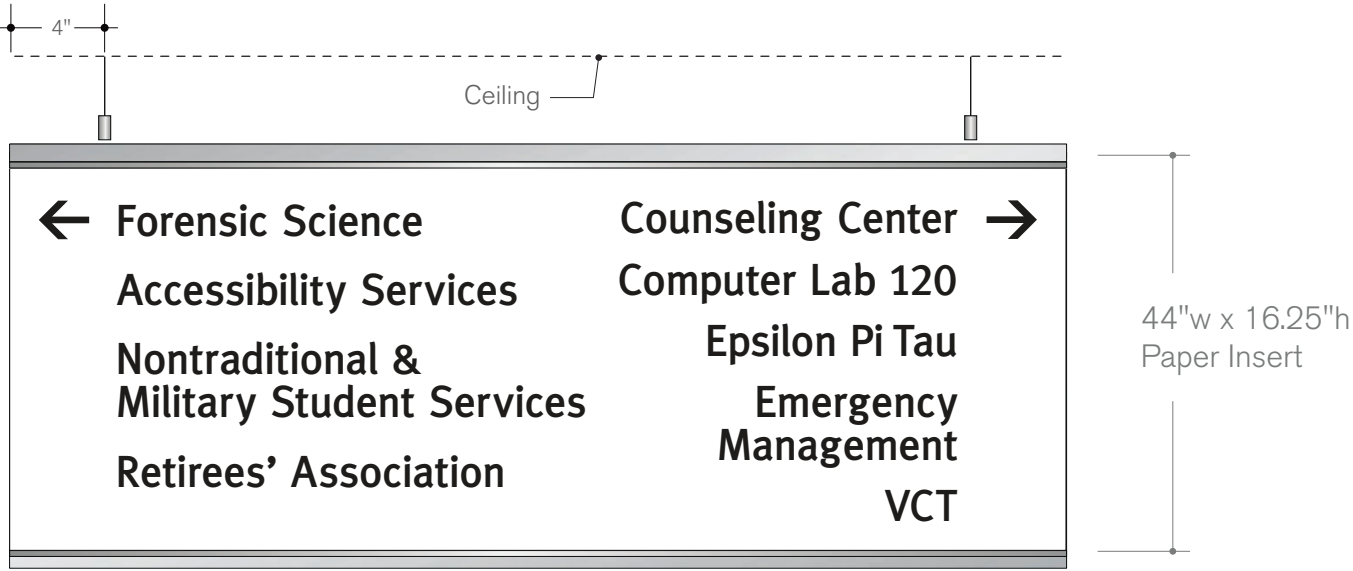 4"
Ceiling
← Forensic Science
Accessibility Services
Nontraditional &
Military Student Services
Retirees’ Association
Counseling Center →
Computer Lab 120
Epsilon Pi Tau
Emergency
Management
VCT
44"w x 16.25"h
Paper Insert